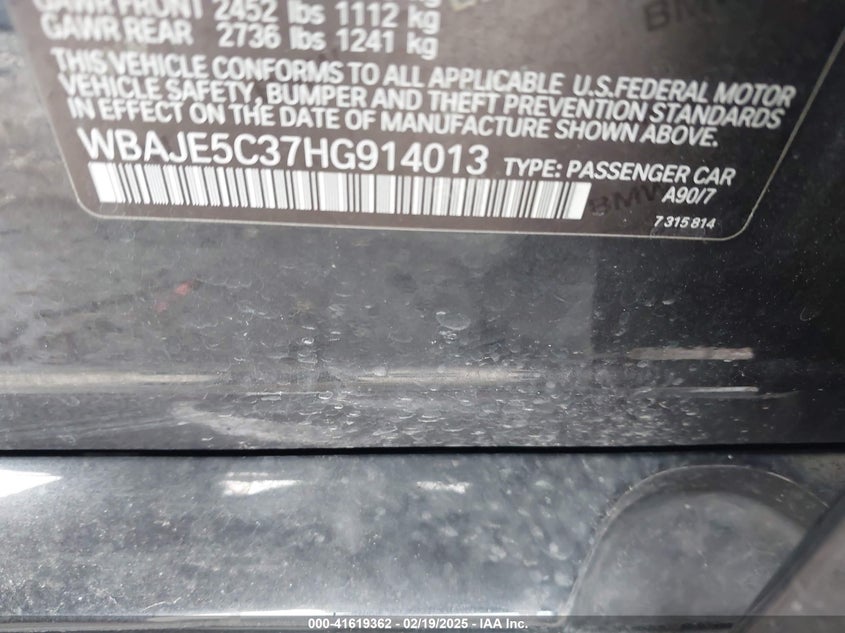 GAWR FRONT 2452 lbs 1112 kg
GAWR REAR 2736 lbs 1241 kg
THIS VEHICLE CONFORMS TO ALL APPLICABLE U.S.FEDERAL MOTOR
VEHICLE SAFETY, BUMPER AND THEFT PREVENTION STANDARDS
IN EFFECT ON THE DATE OF MANUFACTURE SHOWN ABOVE.
WBAJE5C37HG914013 TYPE: PASSENGER CAR
A90/7
BMW
7 315 814
000-41619362 - 02/19/2025 - IAA Inc.